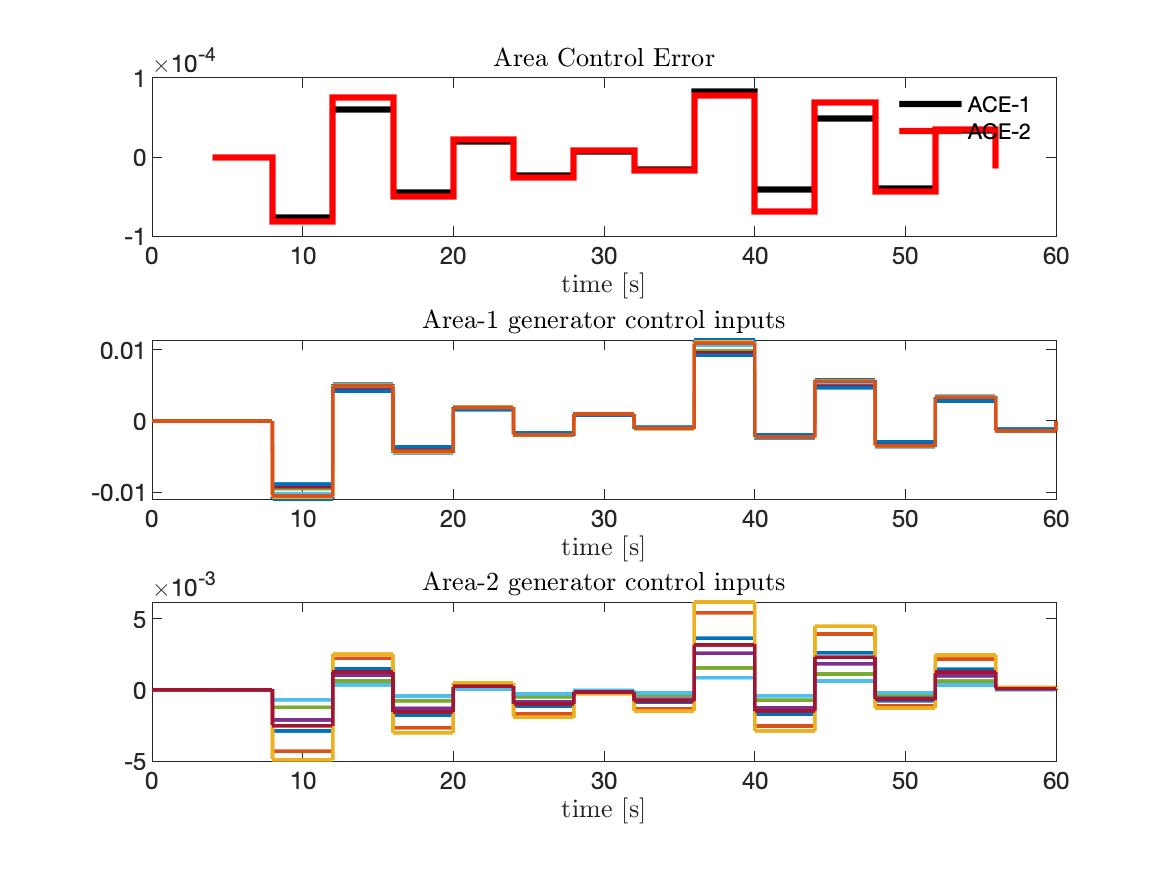 ×10-4
Area Control Error
1
0
-1
ACE-1
ACE-2
0 10 20 30 40 50 60
time [s]
Area-1 generator control inputs
0.01
0
-0.01
0 10 20 30 40 50 60
time [s]
×10-3
Area-2 generator control inputs
5
0
-5
0 10 20 30 40 50 60
time [s]